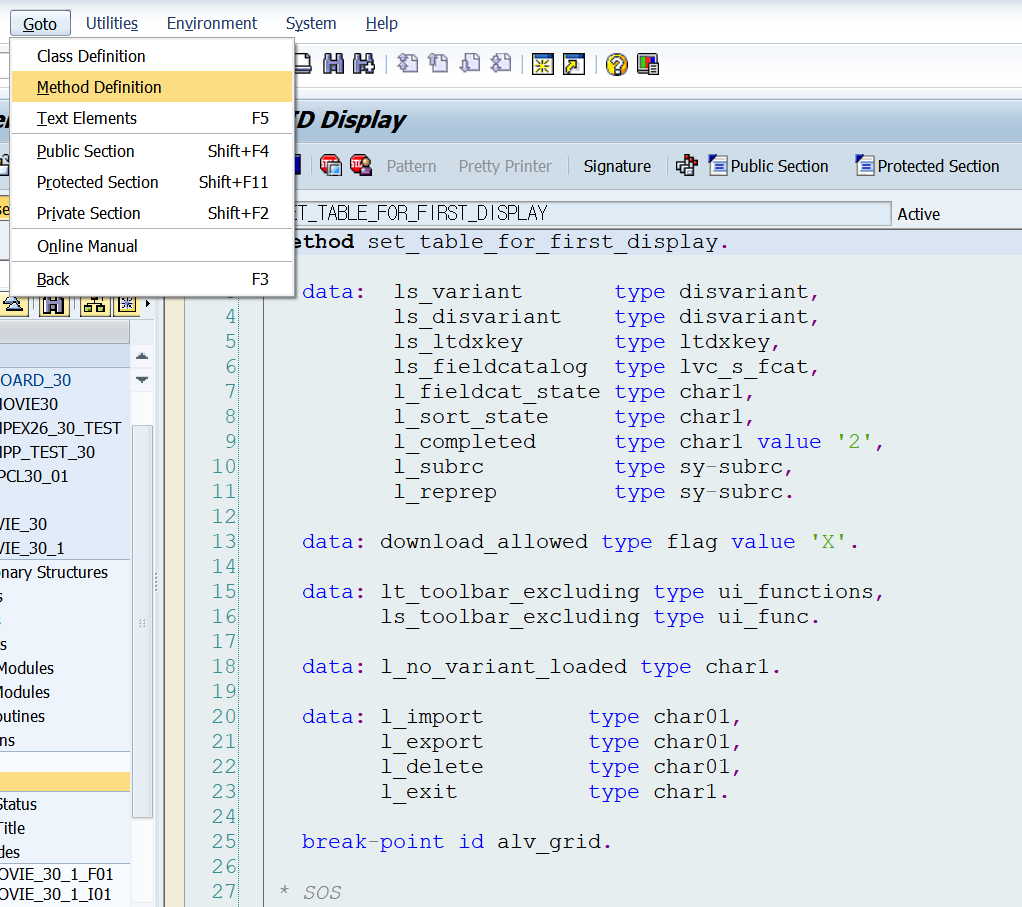 Goto Utilities Environment System Help
Class Definition
Method Definition
Text Elements F5
Public Section Shift+F4
Protected Section Shift+F11
Private Section Shift+F2
Online Manual
Back F3
D Display
Pattern Pretty Printer Signature Public Section Protected Section
ET_TABLE_FOR_FIRST_DISPLAY Active
ethod set_table_for_first_display.
3 data: ls_variant type disvariant,
4 ls_disvariant type disvariant,
5 ls_ltdxkey type ltdxkey,
6 ls_fieldcatalog type lvc_s_fcat,
7 l_fieldcat_state type char1,
8 l_sort_state type char1,
9 l_completed type char1 value '2',
10 l_subrc type sy-subrc,
11 l_reprep type sy-subrc.
12
13 data: download_allowed type flag value 'X'.
14
15 data: lt_toolbar_excluding type ui_functions,
16 ls_toolbar_excluding type ui_func.
17
18 data: l_no_variant_loaded type char1.
19
20 data: l_import type char01,
21 l_export type char01,
22 l_delete type char01,
23 l_exit type char1.
24
25 break-point id alv_grid.
26
27 * SOS
OARD_30
MOVIE30
MPEX26_30_TEST
MPP_TEST_30
PCL30_01
VIE_30
VIE_30_1
nary Structures
s
s
Modules
Modules
outines
ns
Status
Title
des
OVIE_30_1_F01
OVIE_30_1_I01